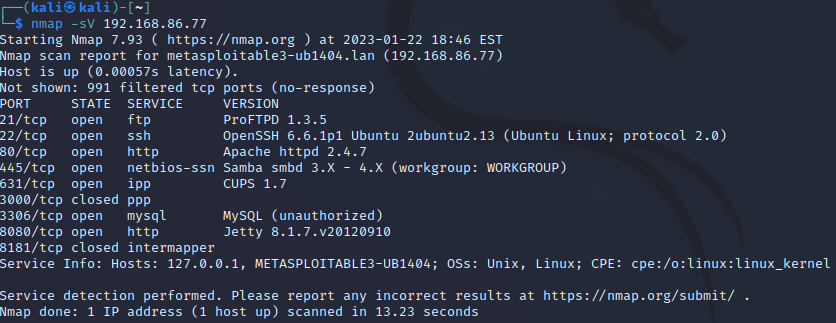 ┌──(kali㉿kali)-[~]
└─$ nmap -sV 192.168.86.77
Starting Nmap 7.93 ( https://nmap.org ) at 2023-01-22 18:46 EST
Nmap scan report for metasploitable3-ub1404.lan (192.168.86.77)
Host is up (0.00057s latency).
Not shown: 991 filtered tcp ports (no-response)
PORT     STATE  SERVICE     VERSION
21/tcp   open   ftp         ProFTPD 1.3.5
22/tcp   open   ssh         OpenSSH 6.6.1p1 Ubuntu 2ubuntu2.13 (Ubuntu Linux; protocol 2.0)
80/tcp   open   http        Apache httpd 2.4.7
445/tcp  open   netbios-ssn Samba smbd 3.X - 4.X (workgroup: WORKGROUP)
631/tcp  open   ipp         CUPS 1.7
3000/tcp closed ppp
3306/tcp open   mysql       MySQL (unauthorized)
8080/tcp open   http        Jetty 8.1.7.v20120910
8181/tcp closed intermapper
Service Info: Hosts: 127.0.0.1, METASPLOITABLE3-UB1404; OSs: Unix, Linux; CPE: cpe:/o:linux:linux_kernel

Service detection performed. Please report any incorrect results at https://nmap.org/submit/ .
Nmap done: 1 IP address (1 host up) scanned in 13.23 seconds